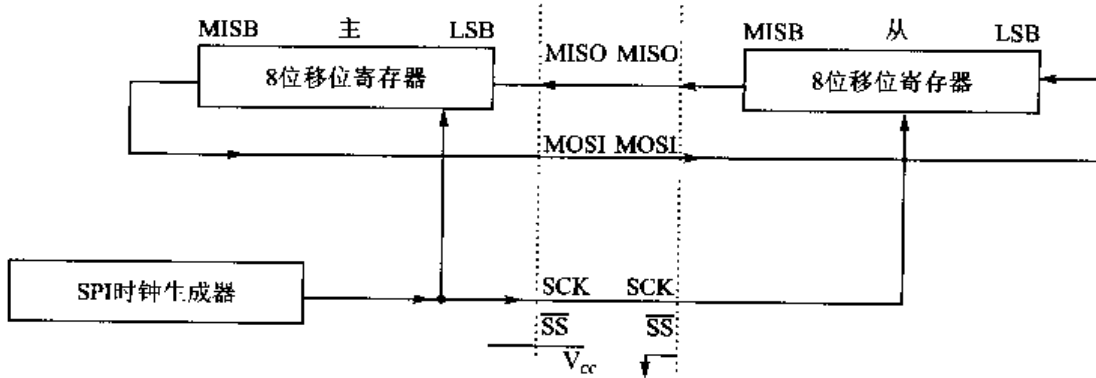 MISB 主 LSB
8位移位寄存器
MISO MISO
MISB 从 LSB
8位移位寄存器
MOSI MOSI
SPI时钟生成器
SCK SCK
SS SS
Vcc